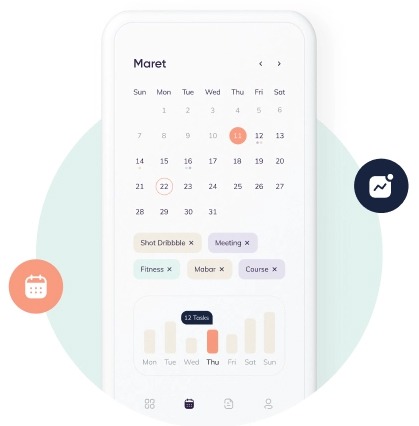 Maret
Sun Mon Tue Wed Thu Fri Sat
1 2 3 4 5 6
7 8 9 10 11 12 13
14 15 16 17 18 19 20
21 22 23 24 25 26 27
28 29 30 31
Shot Dribbble × Meeting ×
Fitness × Mabar × Course ×
12 Tasks
Mon Tue Wed Thu Fri Sat Sun